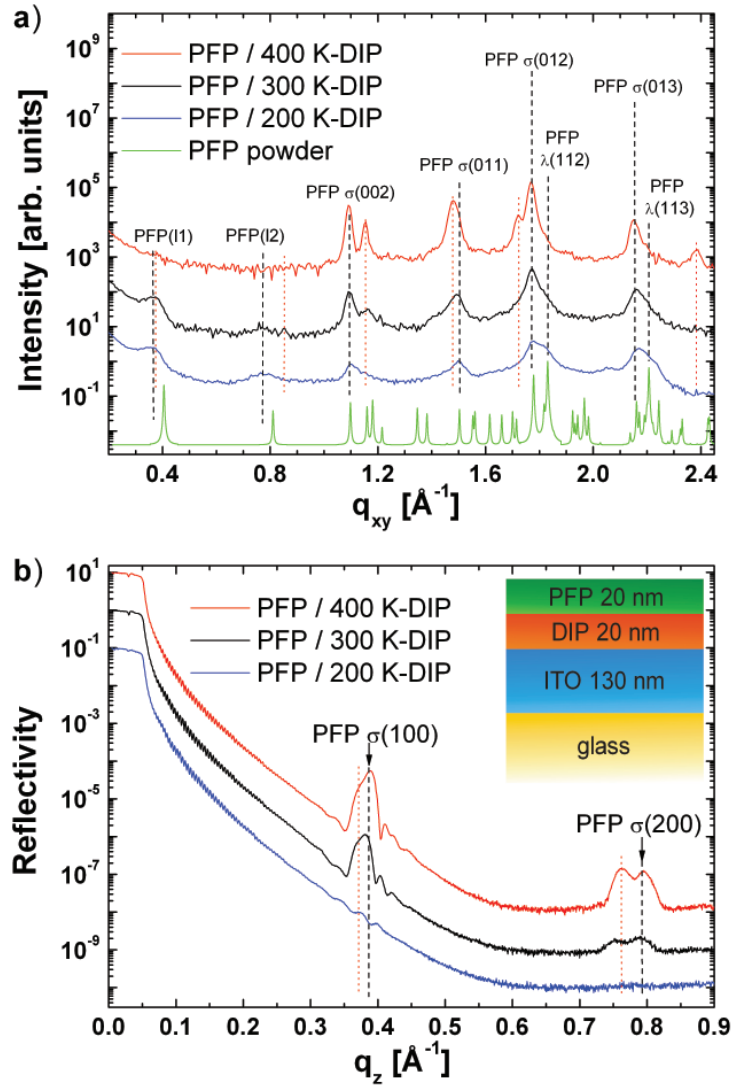 a)
PFP / 400 K-DIP
PFP / 300 K-DIP
PFP / 200 K-DIP
PFP powder
PFP σ(012)
PFP σ(013)
PFP
λ(112)
PFP
λ(113)
PFP σ(002)
PFP σ(011)
PFP(l1)
PFP(l2)
Intensity [arb. units]
10⁹
10⁷
10⁵
10³
10¹
10⁻¹
0.4
0.8
1.2
1.6
2.0
2.4
q_xy [Å⁻¹]
b)
PFP / 400 K-DIP
PFP / 300 K-DIP
PFP / 200 K-DIP
PFP 20 nm
DIP 20 nm
ITO 130 nm
glass
PFP σ(100)
PFP σ(200)
Reflectivity
10¹
10⁻¹
10⁻³
10⁻⁵
10⁻⁷
10⁻⁹
0.0
0.1
0.2
0.3
0.4
0.5
0.6
0.7
0.8
0.9
q_z [Å⁻¹]